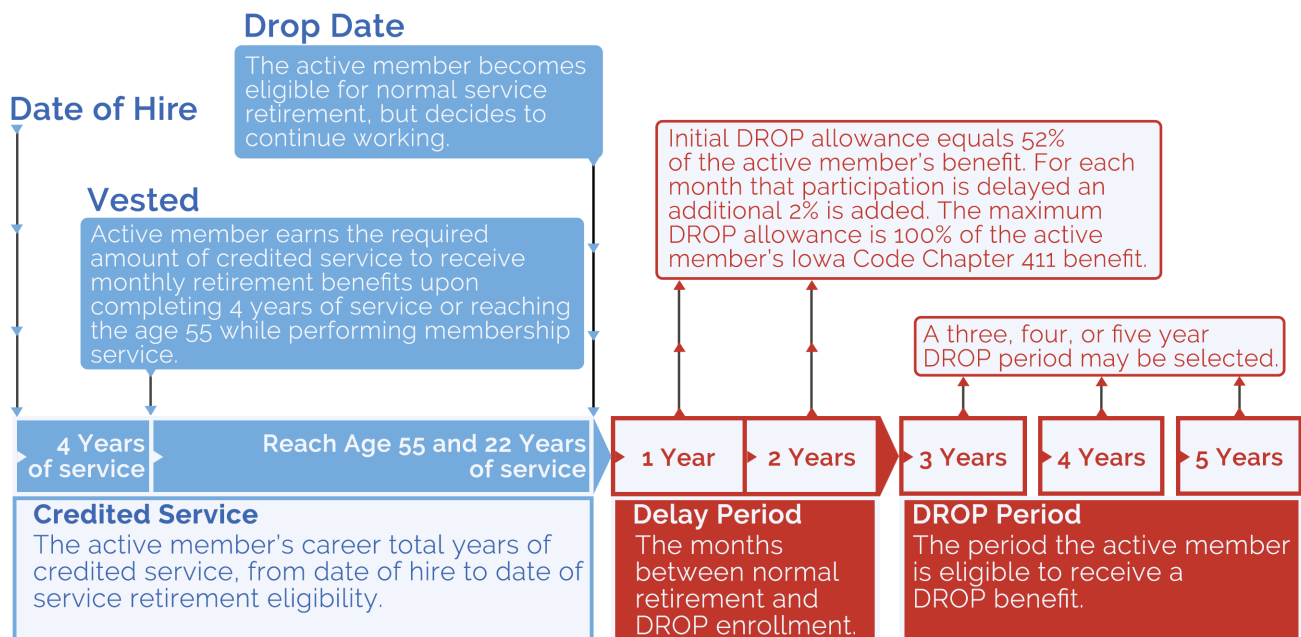 Drop Date
The active member becomes
eligible for normal service
retirement, but decides to
continue working.
Date of Hire
Vested
Active member earns the required
amount of credited service to receive
monthly retirement benefits upon
completing 4 years of service or reaching
the age 55 while performing membership
service.
Initial DROP allowance equals 52%
of the active member's benefit. For each
month that participation is delayed an
additional 2% is added. The maximum
DROP allowance is 100% of the active
member's Iowa Code Chapter 411 benefit.
A three, four, or five year
DROP period may be selected.
4 Years
of service
Reach Age 55 and 22 Years
of service
1 Year
2 Years
3 Years
4 Years
5 Years
Credited Service
The active member's career total years of
credited service, from date of hire to date of
service retirement eligibility.
Delay Period
The months
between normal
retirement and
DROP enrollment.
DROP Period
The period the active member
is eligible to receive a
DROP benefit.